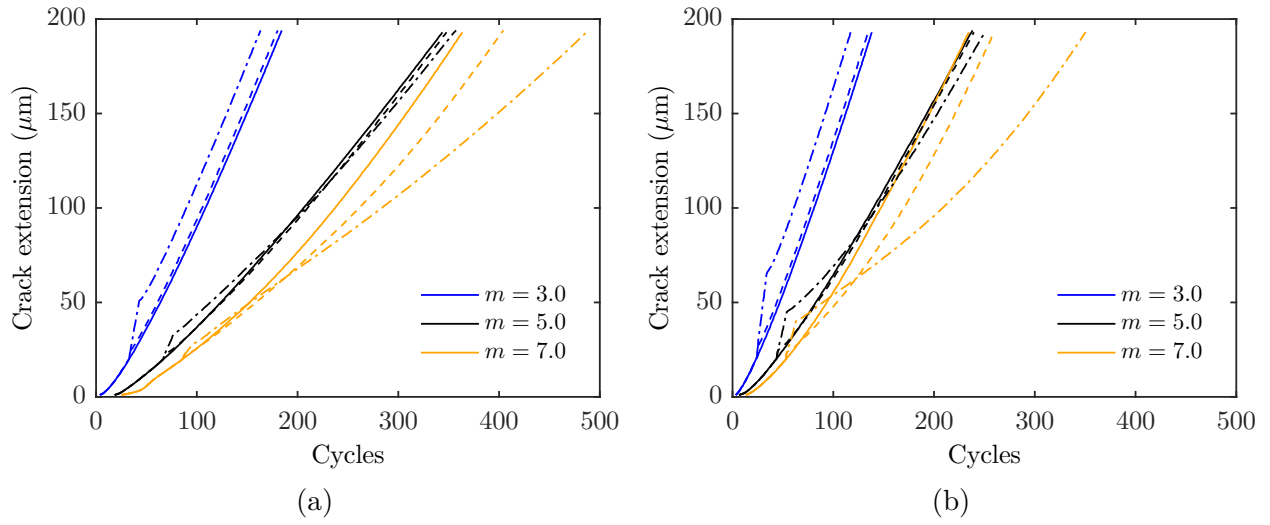 200
150
100
50
0
Crack extension (μm)
m = 3.0
m = 5.0
m = 7.0
0 100 200 300 400 500
Cycles
(a)
200
150
100
50
0
Crack extension (μm)
m = 3.0
m = 5.0
m = 7.0
0 100 200 300 400 500
Cycles
(b)